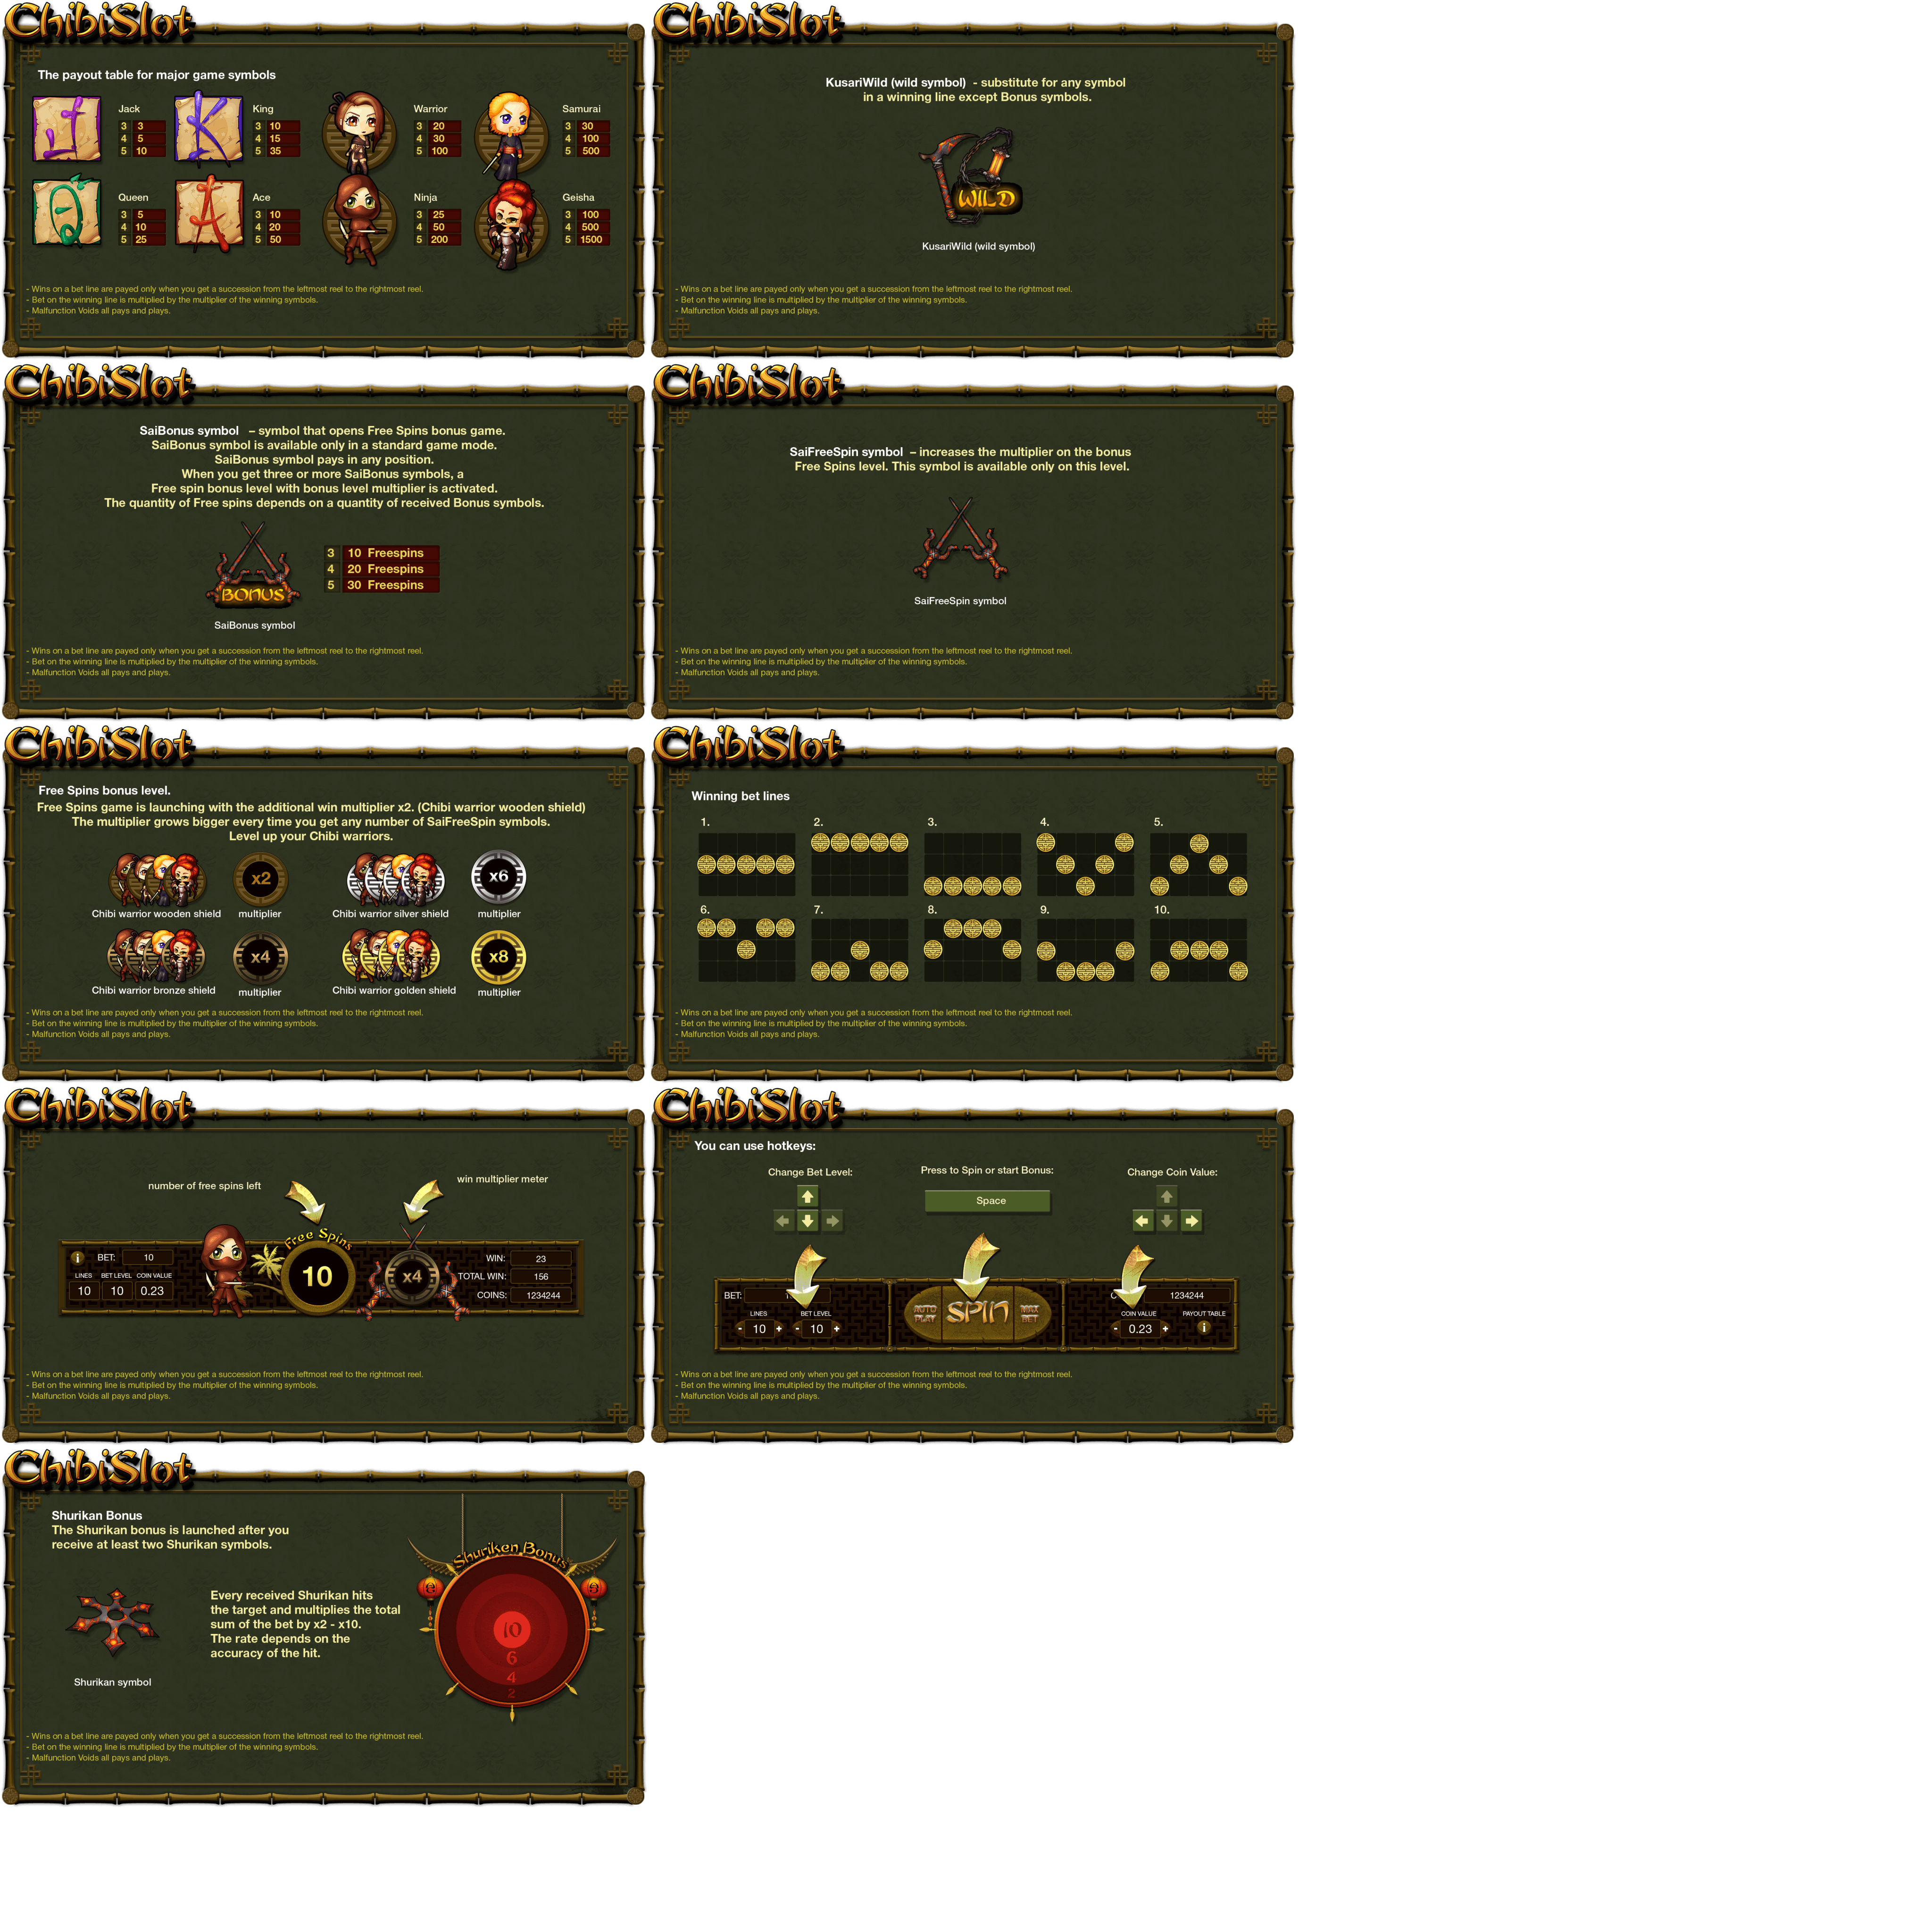 ChibiSlot
The payout table for major game symbols
Jack
3 3
4 5
5 10
King
3 10
4 15
5 35
Warrior
3 20
4 30
5 100
Samurai
3 30
4 100
5 500
Queen
3 5
4 10
5 25
Ace
3 10
4 20
5 50
Ninja
3 25
4 50
5 200
Geisha
3 100
4 500
5 1500
J
K
Q
A
- Wins on a bet line are payed only when you get a succession from the leftmost reel to the rightmost reel.
- Bet on the winning line is multiplied by the multiplier of the winning symbols.
- Malfunction Voids all pays and plays.
ChibiSlot
KusariWild (wild symbol) - substitute for any symbol
in a winning line except Bonus symbols.
WILD
KusariWild (wild symbol)
- Wins on a bet line are payed only when you get a succession from the leftmost reel to the rightmost reel.
- Bet on the winning line is multiplied by the multiplier of the winning symbols.
- Malfunction Voids all pays and plays.
ChibiSlot
SaiBonus symbol – symbol that opens Free Spins bonus game.
SaiBonus symbol is available only in a standard game mode.
SaiBonus symbol pays in any position.
When you get three or more SaiBonus symbols, a
Free spin bonus level with bonus level multiplier is activated.
The quantity of Free spins depends on a quantity of received Bonus symbols.
3 10 Freespins
4 20 Freespins
5 30 Freespins
BONUS
SaiBonus symbol
- Wins on a bet line are payed only when you get a succession from the leftmost reel to the rightmost reel.
- Bet on the winning line is multiplied by the multiplier of the winning symbols.
- Malfunction Voids all pays and plays.
ChibiSlot
SaiFreeSpin symbol – increases the multiplier on the bonus
Free Spins level. This symbol is available only on this level.
SaiFreeSpin symbol
- Wins on a bet line are payed only when you get a succession from the leftmost reel to the rightmost reel.
- Bet on the winning line is multiplied by the multiplier of the winning symbols.
- Malfunction Voids all pays and plays.
ChibiSlot
Free Spins bonus level.
Free Spins game is launching with the additional win multiplier x2. (Chibi warrior wooden shield)
The multiplier grows bigger every time you get any number of SaiFreeSpin symbols.
Level up your Chibi warriors.
x2
x6
Chibi warrior wooden shield multiplier
Chibi warrior silver shield multiplier
x4
x8
Chibi warrior bronze shield multiplier
Chibi warrior golden shield multiplier
- Wins on a bet line are payed only when you get a succession from the leftmost reel to the rightmost reel.
- Bet on the winning line is multiplied by the multiplier of the winning symbols.
- Malfunction Voids all pays and plays.
ChibiSlot
Winning bet lines
1. 2. 3. 4. 5.
6. 7. 8. 9. 10.
- Wins on a bet line are payed only when you get a succession from the leftmost reel to the rightmost reel.
- Bet on the winning line is multiplied by the multiplier of the winning symbols.
- Malfunction Voids all pays and plays.
ChibiSlot
number of free spins left
win multiplier meter
Free Spins
10
x4
i
BET: 10
LINES BET LEVEL COIN VALUE
10 10 0.23
WIN: 23
TOTAL WIN: 156
COINS: 1234244
- Wins on a bet line are payed only when you get a succession from the leftmost reel to the rightmost reel.
- Bet on the winning line is multiplied by the multiplier of the winning symbols.
- Malfunction Voids all pays and plays.
ChibiSlot
You can use hotkeys:
Change Bet Level:
Press to Spin or start Bonus:
Change Coin Value:
Space
BET:
LINES BET LEVEL
- 10 + - 10 +
AUTO PLAY
SPIN
MAX BET
1234244
COIN VALUE PAYOUT TABLE
- 0.23 + i
- Wins on a bet line are payed only when you get a succession from the leftmost reel to the rightmost reel.
- Bet on the winning line is multiplied by the multiplier of the winning symbols.
- Malfunction Voids all pays and plays.
ChibiSlot
Shurikan Bonus
The Shurikan bonus is launched after you
receive at least two Shurikan symbols.
Every received Shurikan hits
the target and multiplies the total
sum of the bet by x2 - x10.
The rate depends on the
accuracy of the hit.
Shurikan symbol
Shuriken Bonus
10
6
4
2
- Wins on a bet line are payed only when you get a succession from the leftmost reel to the rightmost reel.
- Bet on the winning line is multiplied by the multiplier of the winning symbols.
- Malfunction Voids all pays and plays.